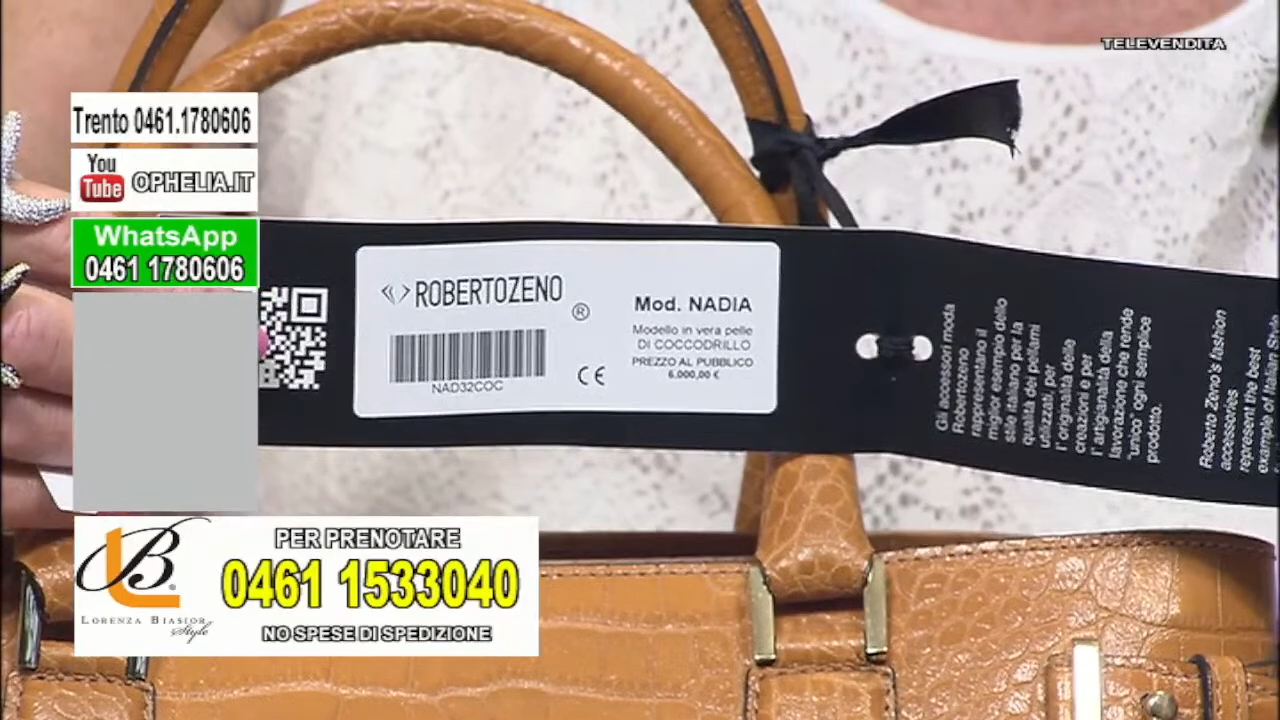 TELEVENDITA
Trento 0461.1780606
You
Tube OPHELIA.IT
WhatsApp
0461 1780606
ROBERTOZENO
®
NAD32COC
CE
Mod. NADIA
Modello in vera pelle
DI COCCODRILLO
PREZZO AL PUBBLICO
6.000,00 €
Gli accessori moda
Robertozeno
rappresentano il
miglior esempio dello
stile italiano per la
qualità dei pellami
utilizzati, per
l'originalità delle
creazioni e per
l'artigianalità della
lavorazione che rende
"unico" ogni semplice
prodotto.
Roberto Zeno's fashion
accessories
represent the best
example of Italian Style
LB®
LORENZA BIASIOR
Style
PER PRENOTARE
0461 1533040
NO SPESE DI SPEDIZIONE